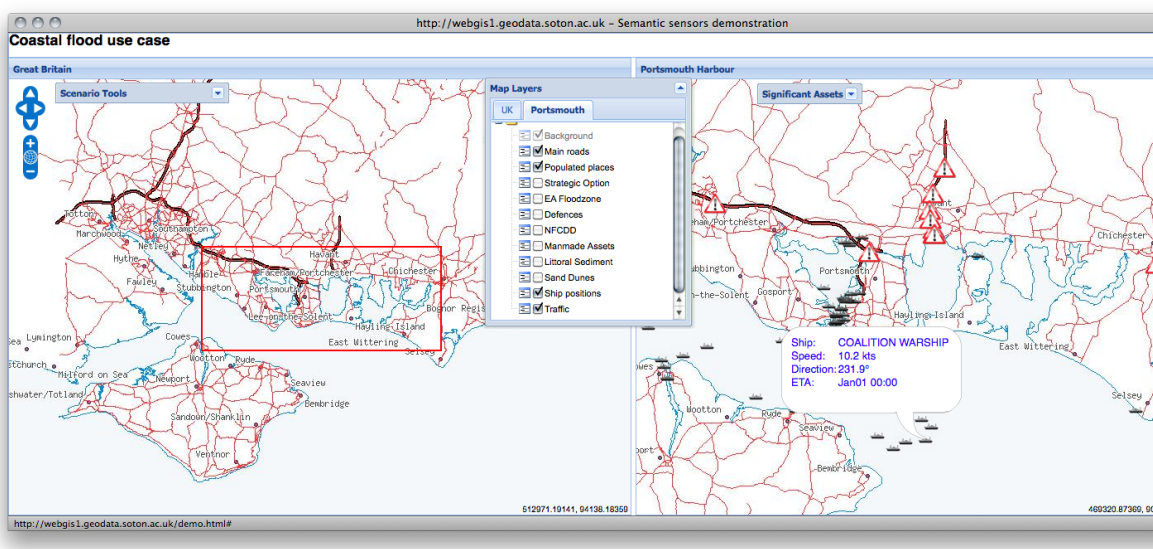 http://webgis1.geodata.soton.ac.uk – Semantic sensors demonstration
Coastal flood use case
Great Britain
Scenario Tools
Totton
Marchwood
Southampton
Netley
Hythe
Hamble
Fawley
Stubbington
Fareham/Portchester
Portsmouth
Havant
Chichester
Lee-on-the-Solent
Hayling Island
Bognor Regis
East Wittering
Selsey
Lymington
Cowes
Milford on Sea
Wootton
Ryde
Newport
Seaview
Bembridge
shwater/Totland
Sandown/Shanklin
Ventnor
512971.19141, 94138.18359
Map Layers
UK
Portsmouth
Background
Main roads
Populated places
Strategic Option
EA Floodzone
Defences
NFCDD
Manmade Assets
Littoral Sediment
Sand Dunes
Ship positions
Traffic
Portsmouth Harbour
Significant Assets
Chichester
Portsmouth
Gosport
n-the-Solent
Hayling Island
East Wittering
Selsey
Ship: COALITION WARSHIP
Speed: 10.2 kts
Direction: 231.9°
ETA: Jan01 00:00
Wootton
Ryde
Seaview
Bembridge
http://webgis1.geodata.soton.ac.uk/demo.html#